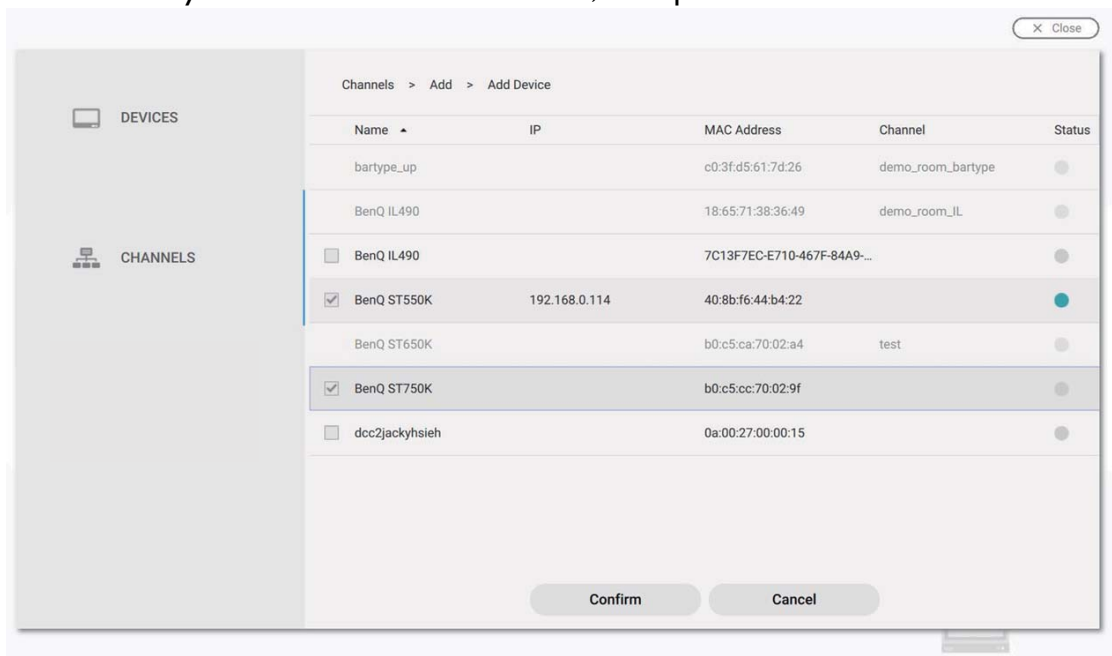 × Close
Channels > Add > Add Device
DEVICES
CHANNELS
Name IP MAC Address Channel Status
bartype_up c0:3f:d5:61:7d:26 demo_room_bartype
BenQ IL490 18:65:71:38:36:49 demo_room_IL
BenQ IL490 7C13F7EC-E710-467F-84A9-...
BenQ ST550K 192.168.0.114 40:8b:f6:44:b4:22
BenQ ST650K b0:c5:ca:70:02:a4 test
BenQ ST750K b0:c5:cc:70:02:9f
dcc2jackyhsieh 0a:00:27:00:00:15
Confirm Cancel